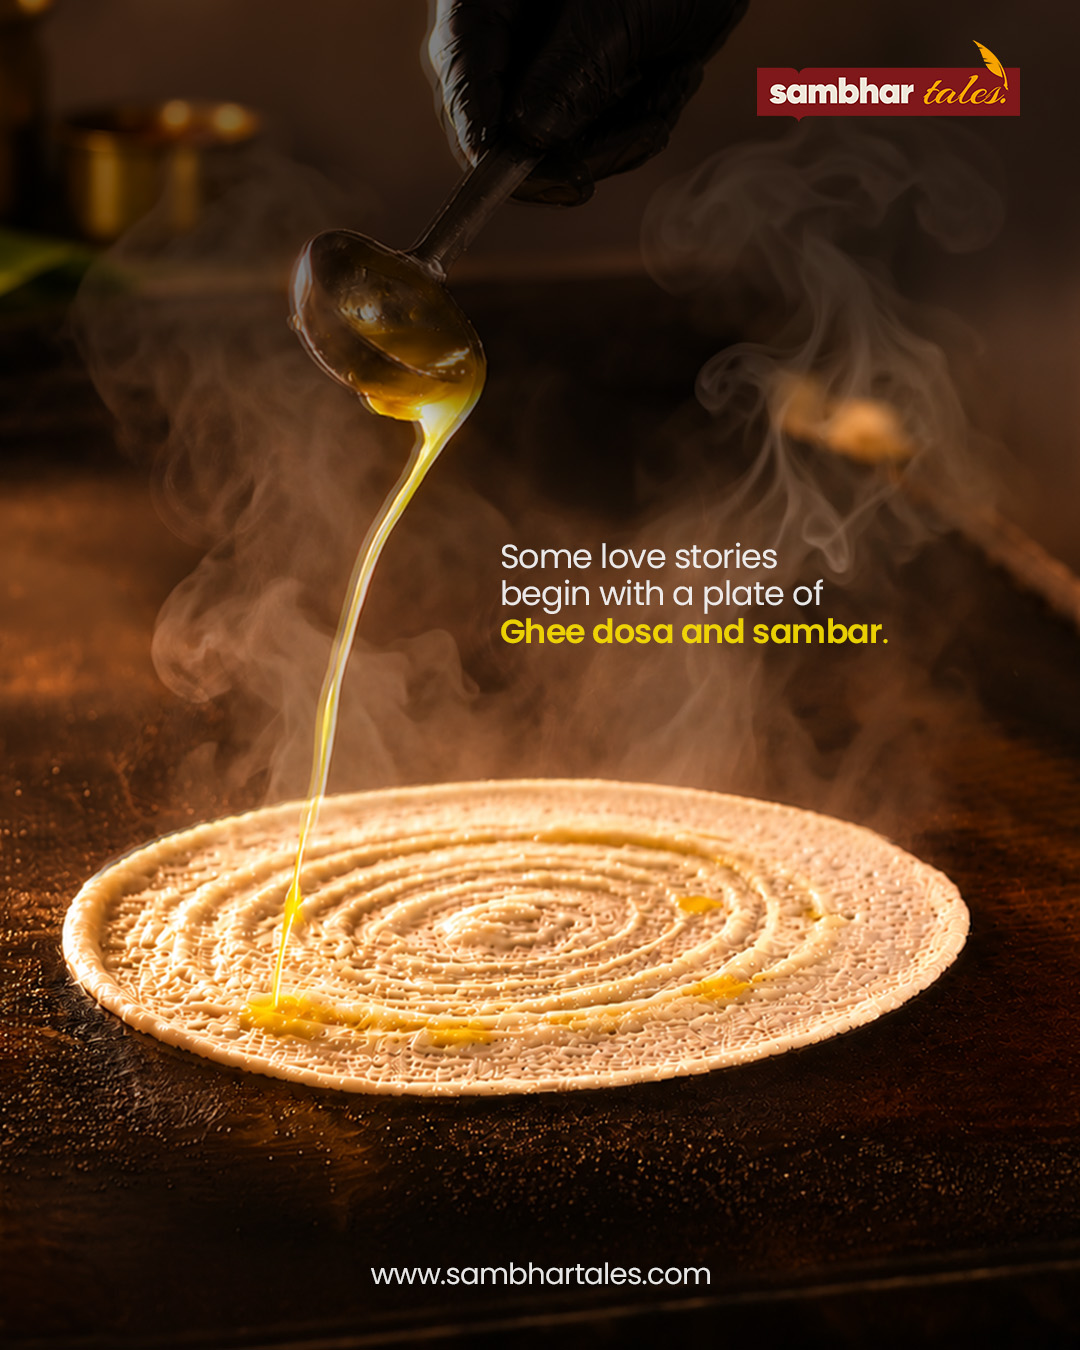 sambhar tales.
Some love stories
begin with a plate of
Ghee dosa and sambar.
www.sambhartales.com